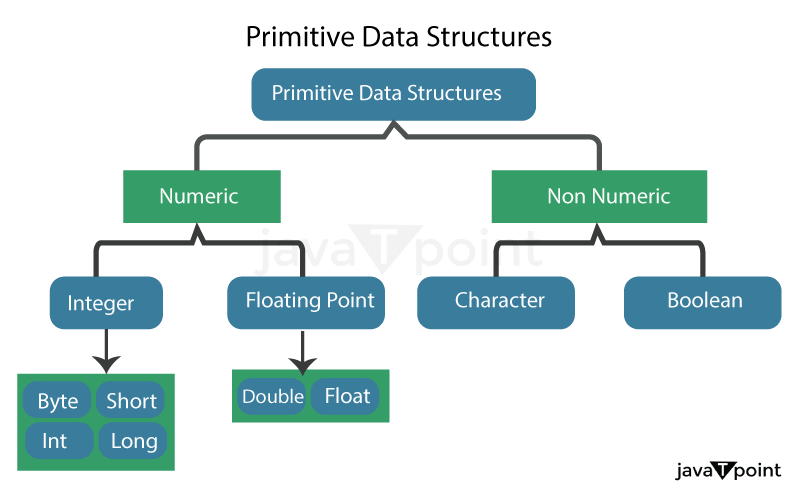 Primitive Data Structures
Primitive Data Structures
Numeric
Non Numeric
javaTpoint
Integer
Floating Point
Character
Boolean
Byte
Short
Double
Float
Int
Long
javaTpoint